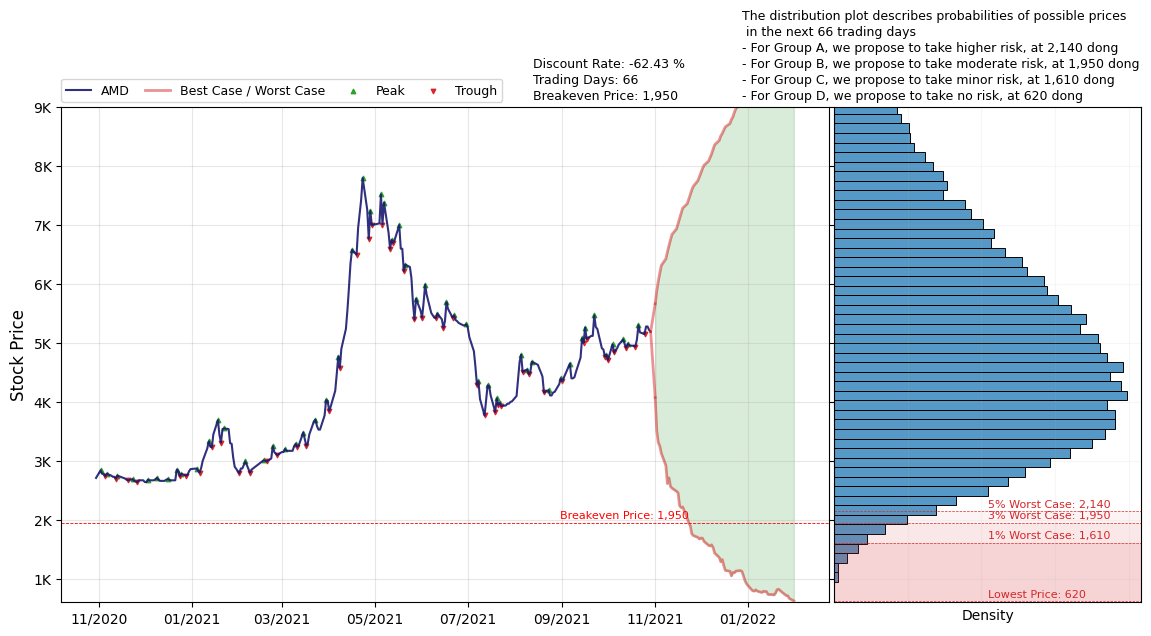 The distribution plot describes probabilities of possible prices
in the next 66 trading days
- For Group A, we propose to take higher risk, at 2,140 dong
- For Group B, we propose to take moderate risk, at 1,950 dong
- For Group C, we propose to take minor risk, at 1,610 dong
- For Group D, we propose to take no risk, at 620 dong
Discount Rate: -62.43 %
Trading Days: 66
Breakeven Price: 1,950
AMD Best Case / Worst Case Peak Trough
Stock Price
9K
8K
7K
6K
5K
4K
3K
2K
1K
Breakeven Price: 1,950
5% Worst Case: 2,140
3% Worst Case: 1,950
1% Worst Case: 1,610
Lowest Price: 620
11/2020 01/2021 03/2021 05/2021 07/2021 09/2021 11/2021 01/2022
Density